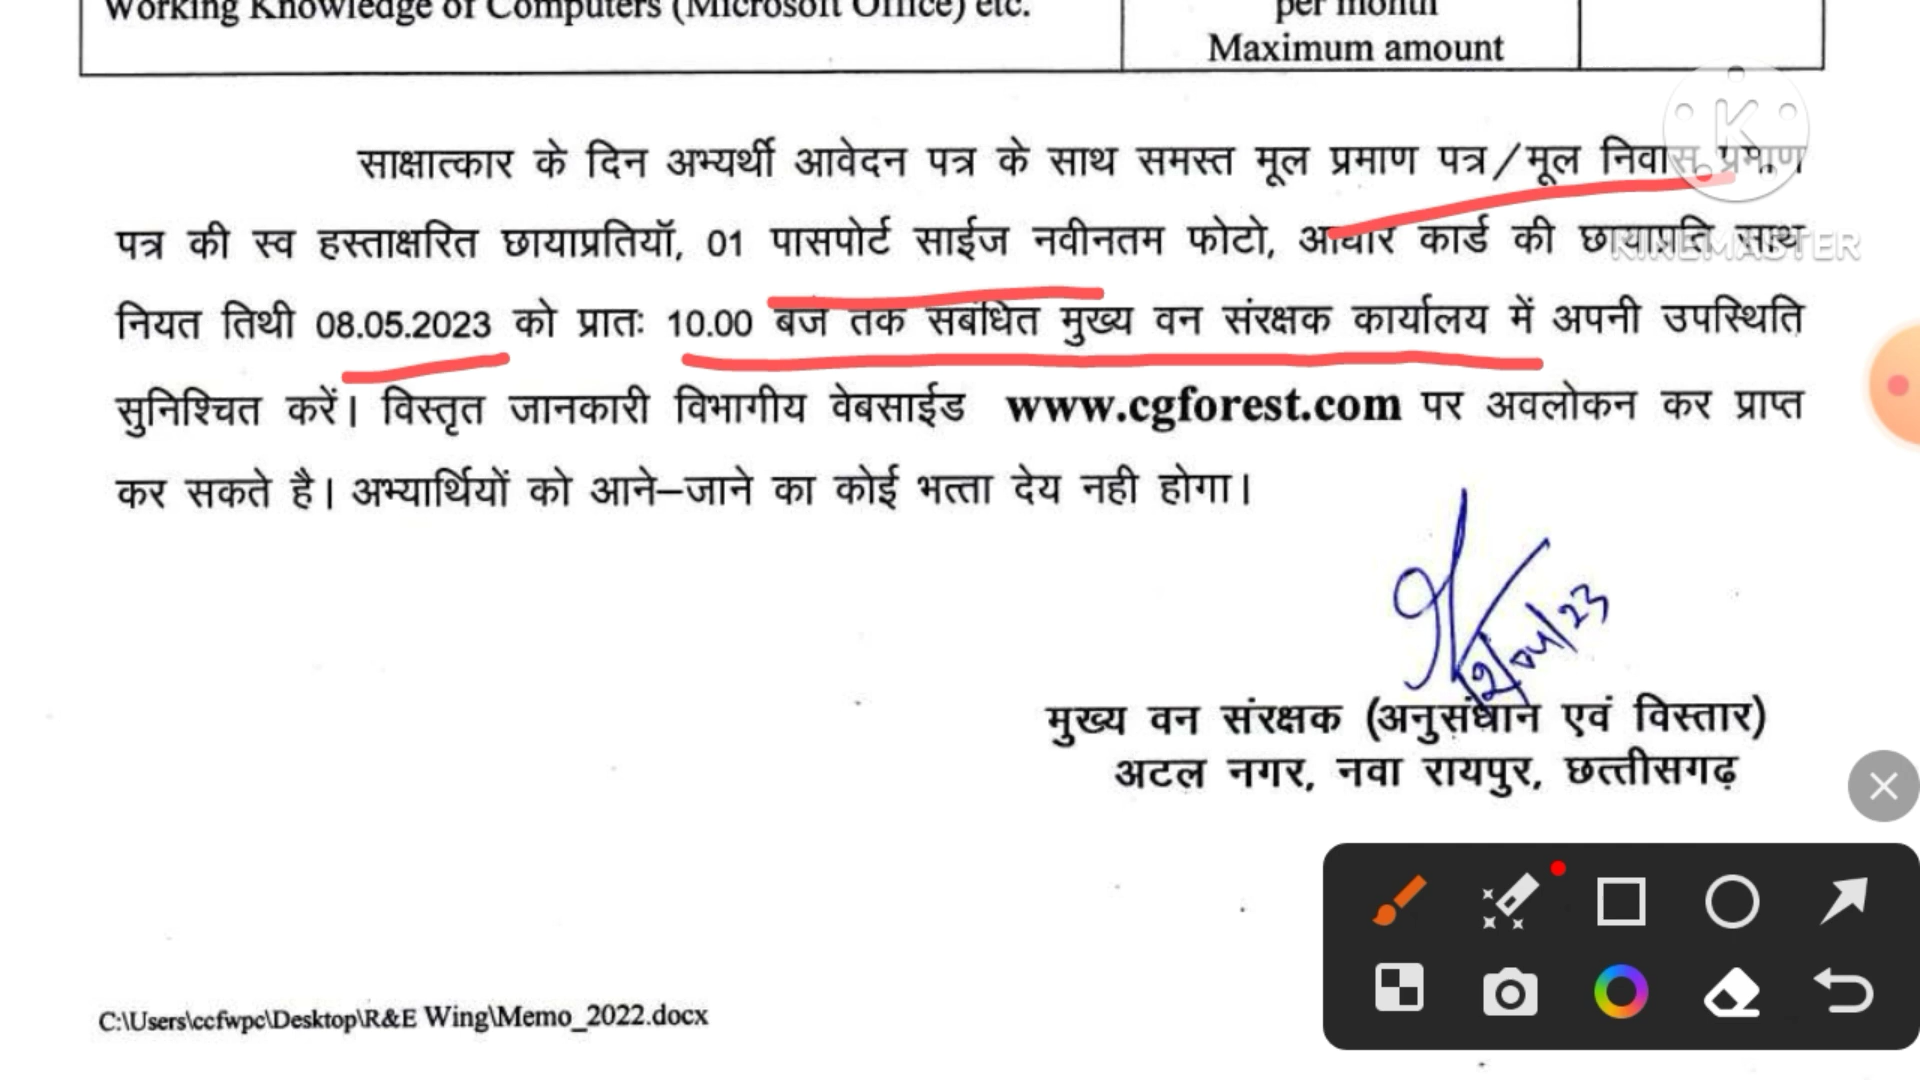 Working Knowledge of Computers (Microsoft Office) etc.
per month
Maximum amount
साक्षात्कार के दिन अभ्यर्थी आवेदन पत्र के साथ समस्त मूल प्रमाण पत्र/मूल निवास प्रमाण
पत्र की स्व हस्ताक्षरित छायाप्रतियॉ, 01 पासपोर्ट साईज नवीनतम फोटो, आधार कार्ड की छायाप्रति साथ
नियत तिथी 08.05.2023 को प्रातः 10.00 बजे तक संबंधित मुख्य वन संरक्षक कार्यालय में अपनी उपस्थिति
सुनिश्चित करें। विस्तृत जानकारी विभागीय वेबसाईड www.cgforest.com पर अवलोकन कर प्राप्त
कर सकते है। अभ्यार्थियों को आने–जाने का कोई भत्ता देय नही होगा।
मुख्य वन संरक्षक (अनुसंधान एवं विस्तार)
अटल नगर, नवा रायपुर, छत्तीसगढ़
C:\Users\ccfwpc\Desktop\R&E Wing\Memo_2022.docx
K
KINEMASTER